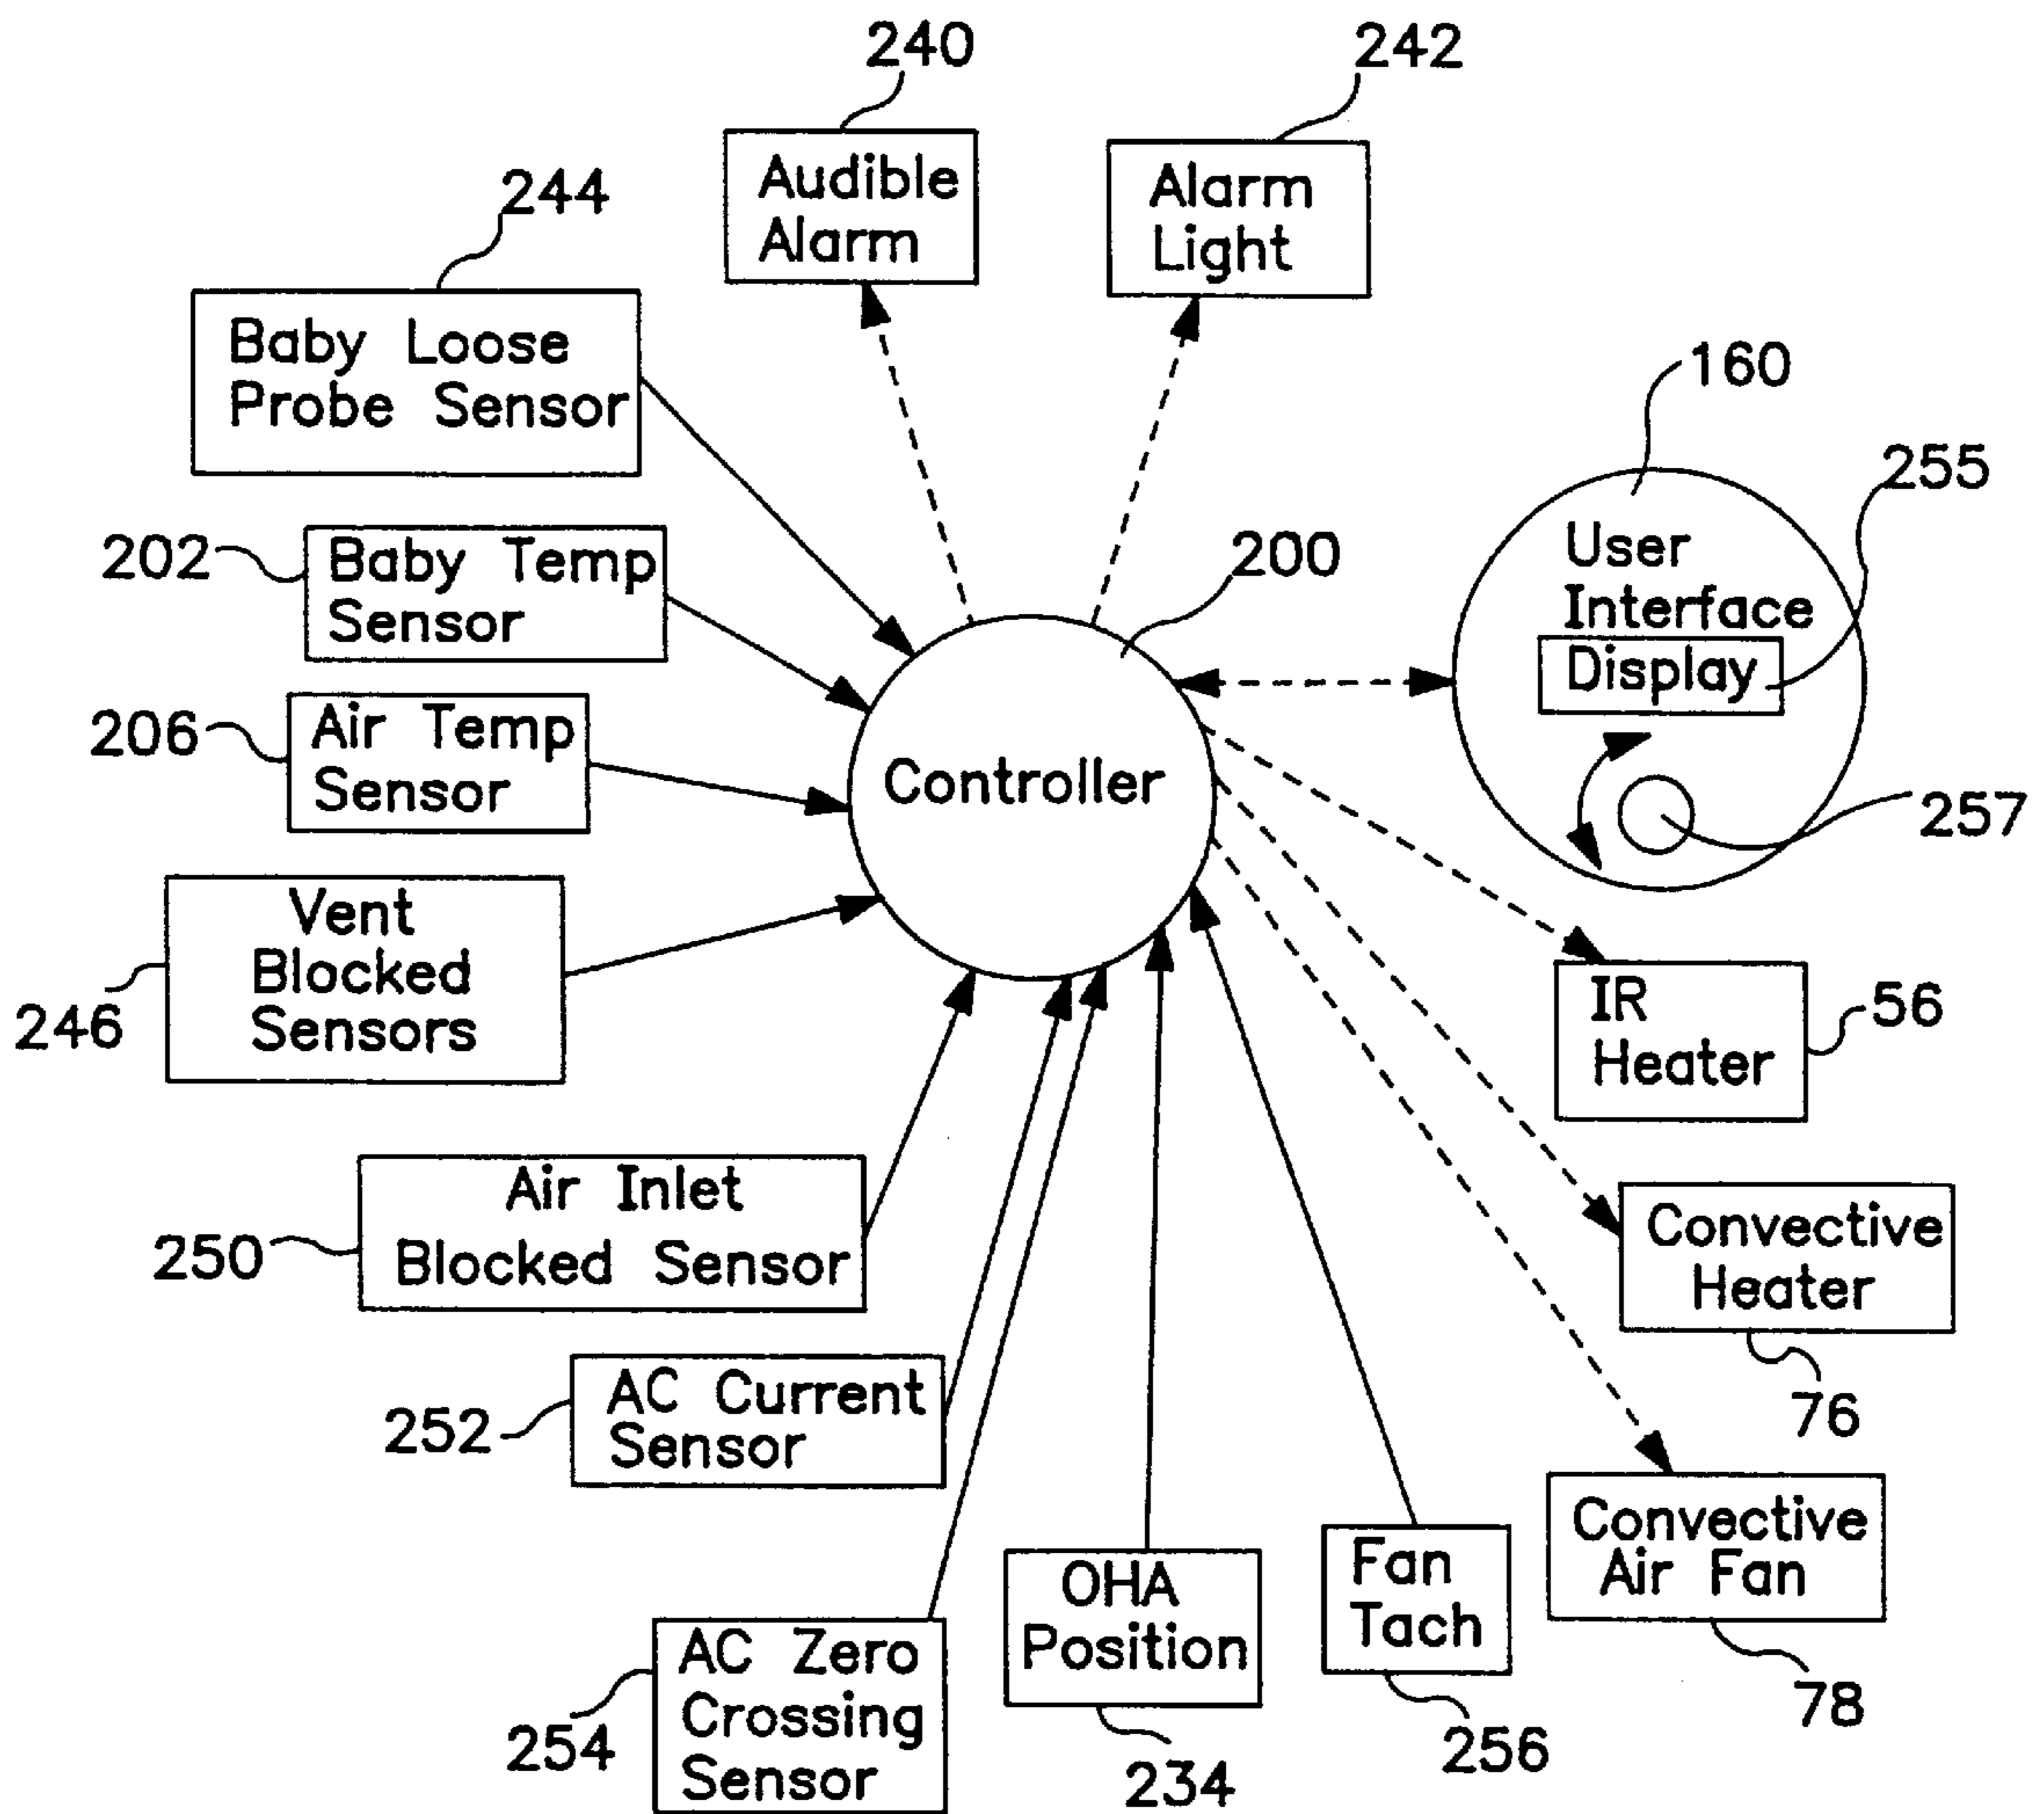 240
242
244
Audible
Alarm
Alarm
Light
Baby Loose
Probe Sensor
160
255
202
Baby Temp
Sensor
200
User
Interface
Display
206
Air Temp
Sensor
Controller
257
Vent
Blocked
Sensors
246
IR
Heater
56
Air Inlet
Blocked Sensor
250
Convective
Heater
76
AC Current
Sensor
252
Convective
Air Fan
78
OHA
Position
234
Fan
Tach
256
AC Zero
Crossing
Sensor
254